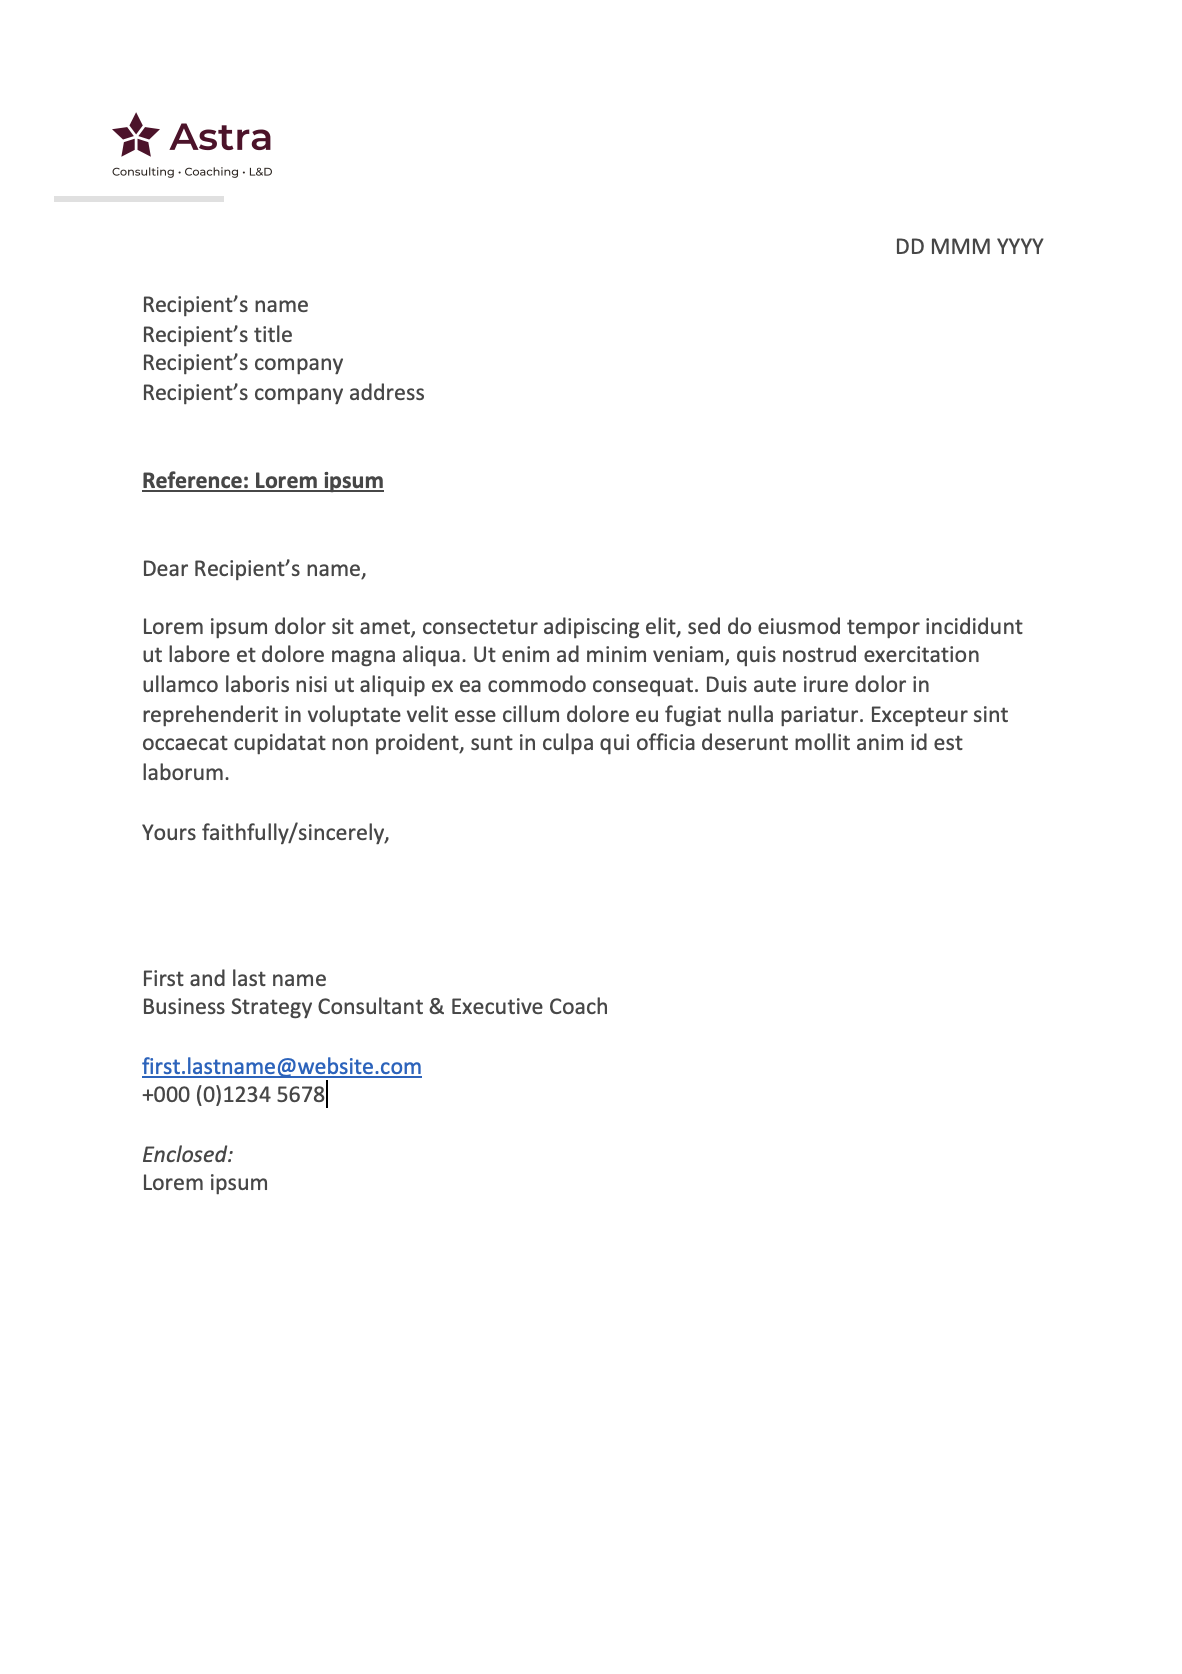 Astra
Consulting • Coaching • L&D
DD MMM YYYY
Recipient’s name
Recipient’s title
Recipient’s company
Recipient’s company address
Reference: Lorem ipsum
Dear Recipient’s name,
Lorem ipsum dolor sit amet, consectetur adipiscing elit, sed do eiusmod tempor incididunt
ut labore et dolore magna aliqua. Ut enim ad minim veniam, quis nostrud exercitation
ullamco laboris nisi ut aliquip ex ea commodo consequat. Duis aute irure dolor in
reprehenderit in voluptate velit esse cillum dolore eu fugiat nulla pariatur. Excepteur sint
occaecat cupidatat non proident, sunt in culpa qui officia deserunt mollit anim id est
laborum.
Yours faithfully/sincerely,
First and last name
Business Strategy Consultant & Executive Coach
first.lastname@website.com
+000 (0)1234 5678
Enclosed:
Lorem ipsum